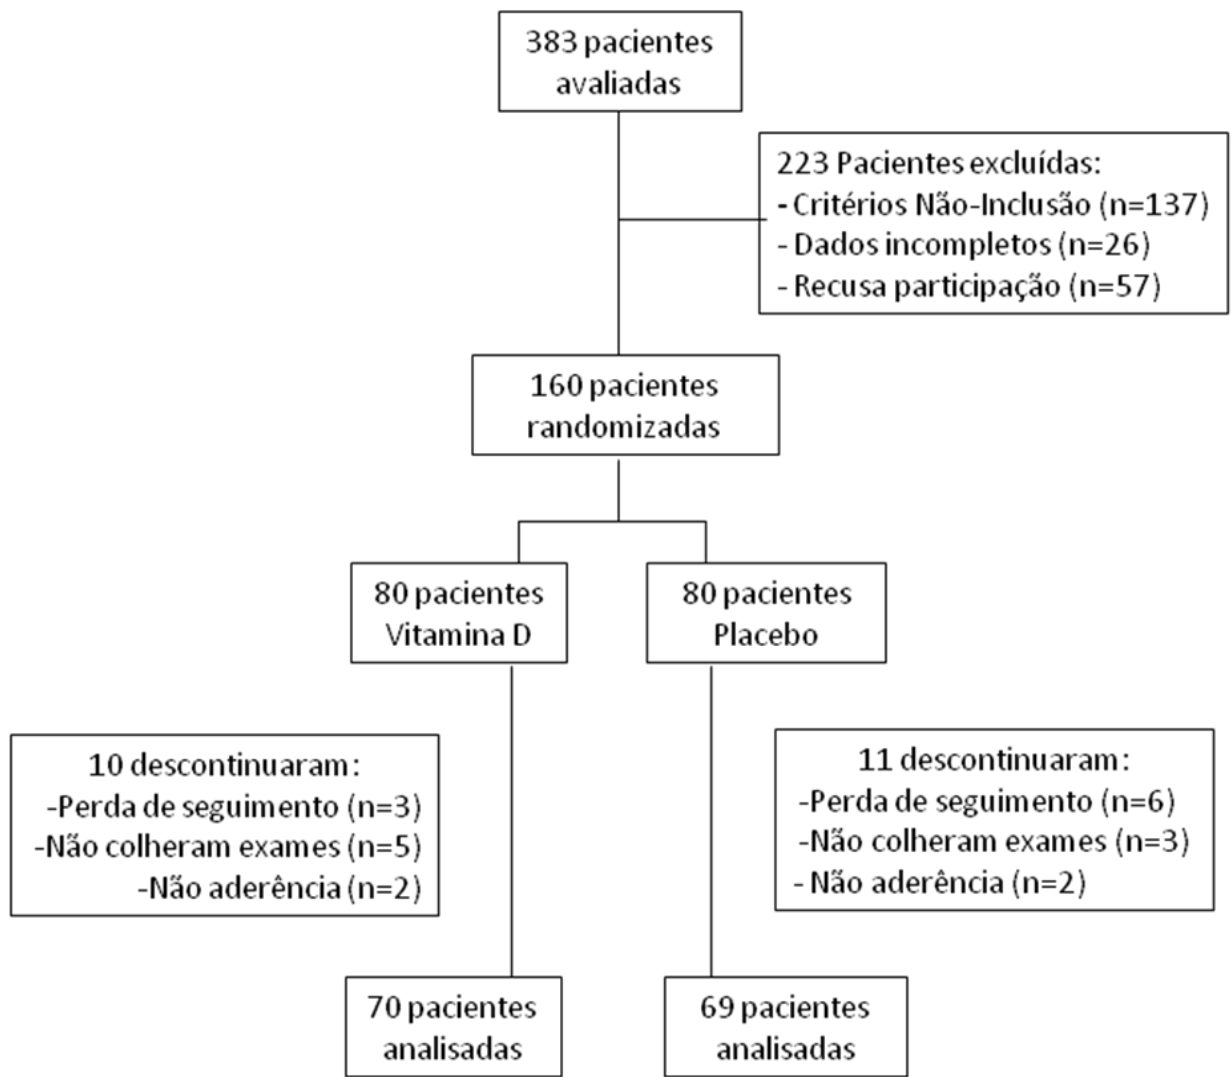 383 pacientes
avaliadas
223 Pacientes excluídas:
- Critérios Não-Inclusão (n=137)
- Dados incompletos (n=26)
- Recusa participação (n=57)
160 pacientes
randomizadas
80 pacientes
Vitamina D
80 pacientes
Placebo
10 descontinuaram:
-Perda de seguimento (n=3)
-Não colheram exames (n=5)
-Não aderência (n=2)
11 descontinuaram:
-Perda de seguimento (n=6)
-Não colheram exames (n=3)
- Não aderência (n=2)
70 pacientes
analisadas
69 pacientes
analisadas